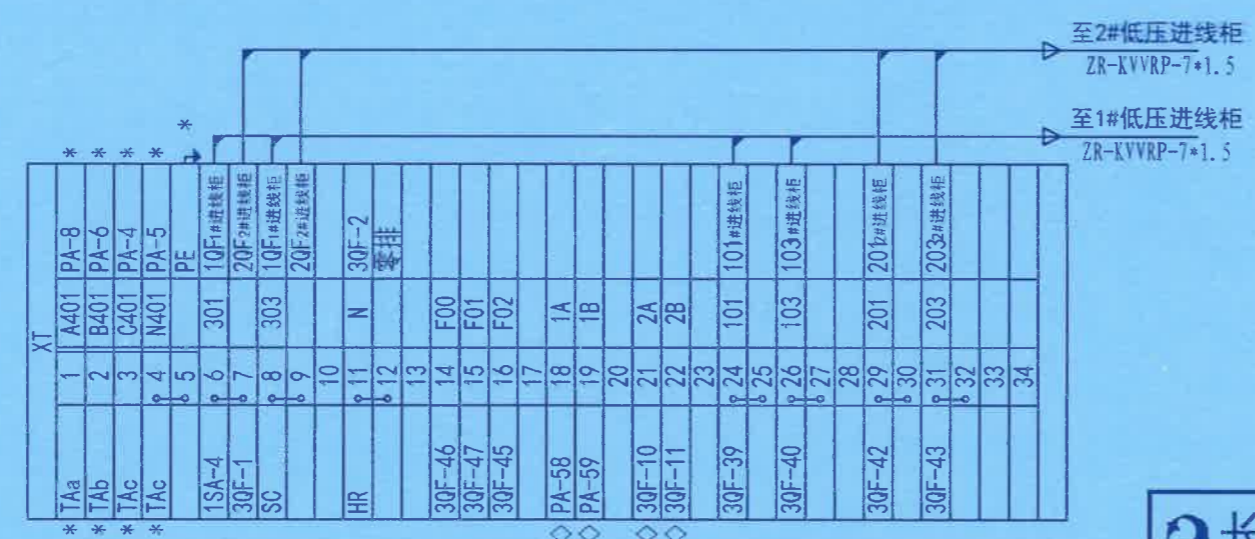 至2#低压进线柜
ZR-KVVRP-7*1.5
至1#低压进线柜
ZR-KVVRP-7*1.5
XT
* TAa 1 A401 PA-8 *
* TAb 2 B401 PA-6 *
* TAc 3 C401 PA-4 *
* TAc 4 N401 PA-5 *
5 PE *
1SA-4 6 301 1QF1#进线柜
3QF-1 7 2QF2#进线柜
SC 8 303 1QF1#进线柜
9 2QF2#进线柜
10
HR 11 N 3QF-2
12 零排
13
3QF-46 14 F00
3QF-47 15 F01
3QF-45 16 F02
17
PA-58 18 1A
PA-59 19 1B
20
3QF-10 21 2A
3QF-11 22 2B
23
3QF-39 24 101 101#进线柜
25
3QF-40 26 103 103#进线柜
27
28
3QF-42 29 201 2012#进线柜
30
3QF-43 31 203 2032#进线柜
32
33
34